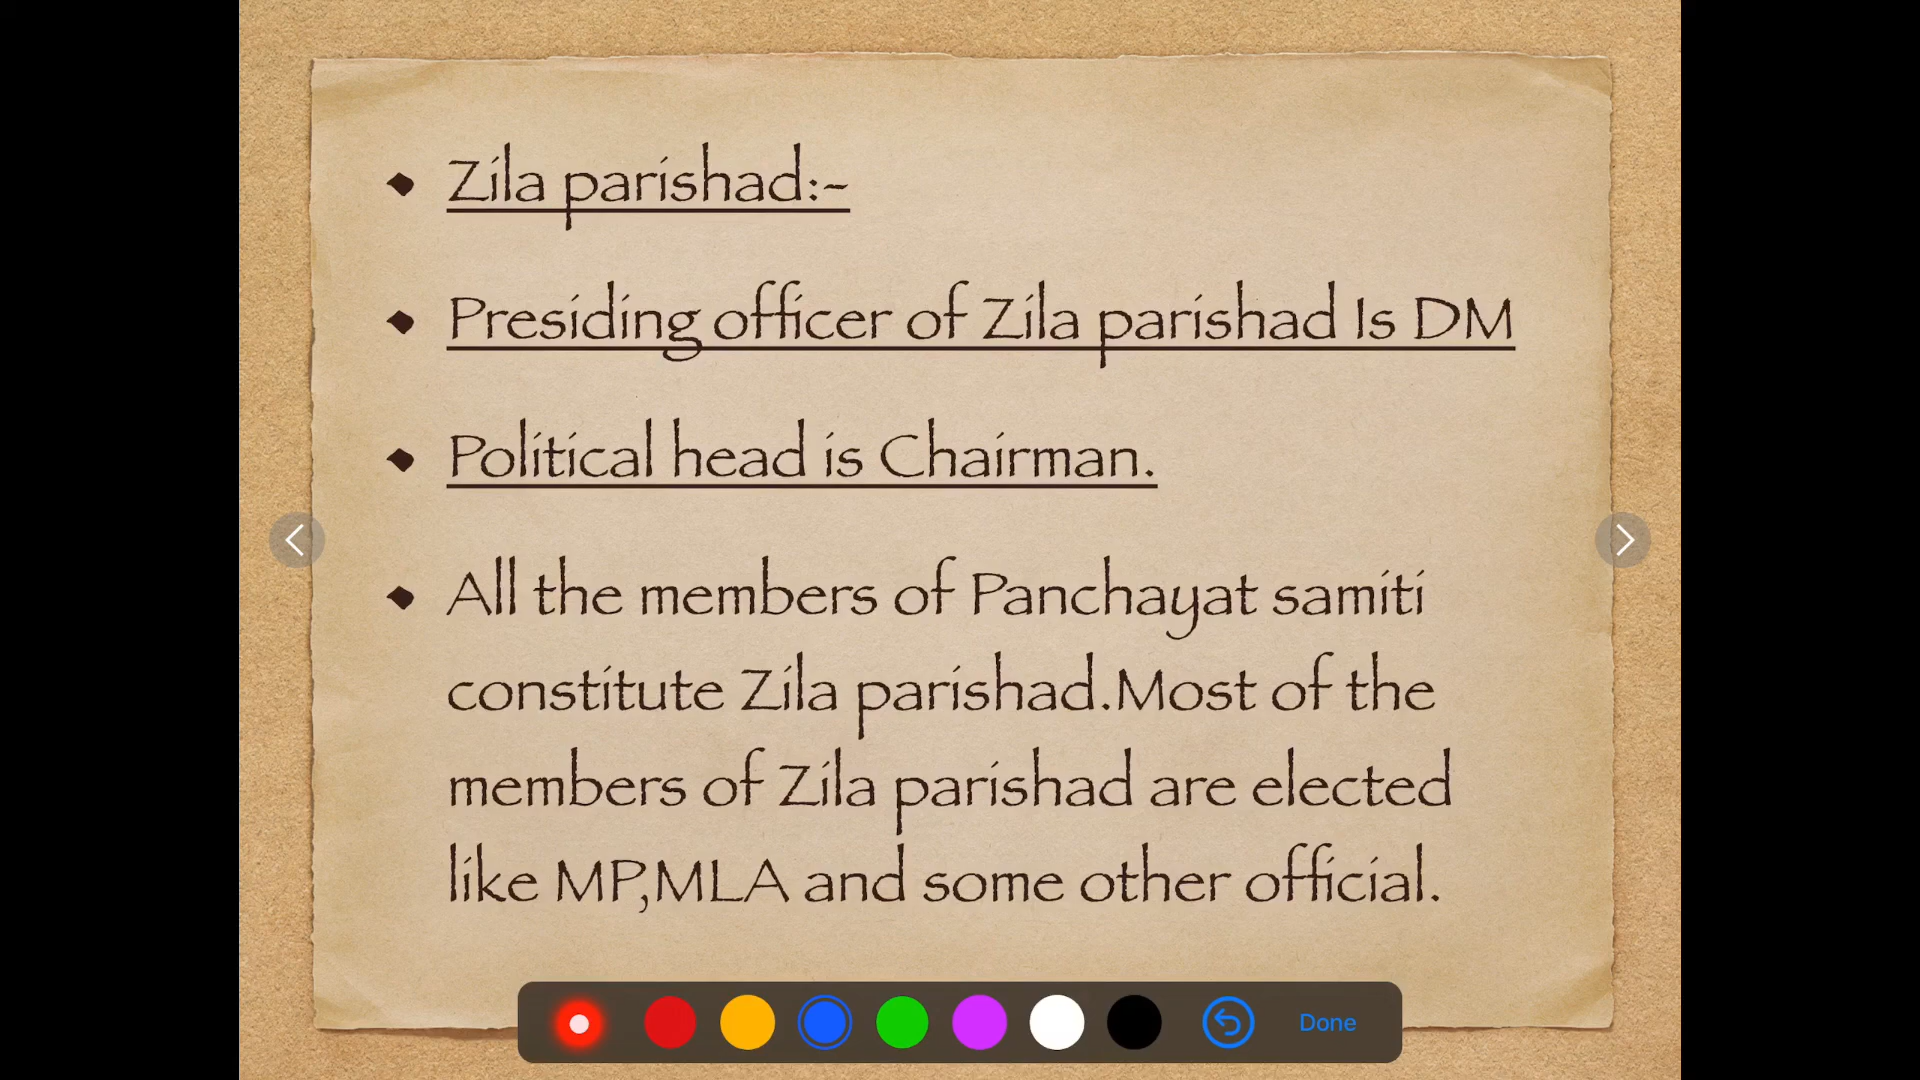 Zila parishad:-
Presiding officer of Zila parishad Is DM
Political head is Chairman.
All the members of Panchayat samiti
constitute Zila parishad.Most of the
members of Zila parishad are elected
like MP,MLA and some other official.
Done